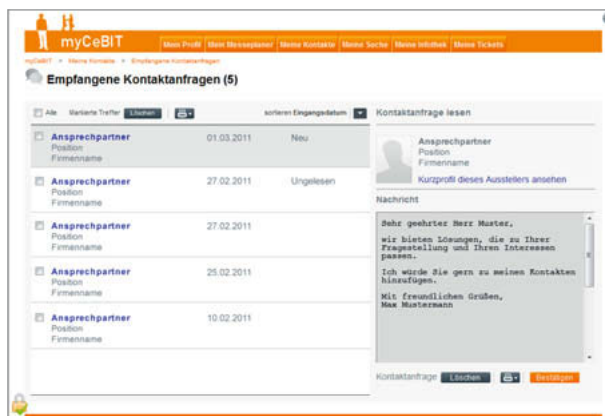 myCeBIT
Mein Profil Mein Messeplaner Meine Kontakte Meine Suche Meine Infothek Meine Tickets
myCeBIT > Meine Kontakte > Empfangene Kontaktanfragen
Empfangene Kontaktanfragen (5)
Alle Markierte Treffer Löschen sortieren Eingangsdatum
Ansprechpartner 01.03.2011 Neu
Position
Firmenname
Ansprechpartner 27.02.2011 Ungelesen
Position
Firmenname
Ansprechpartner 27.02.2011
Position
Firmenname
Ansprechpartner 25.02.2011
Position
Firmenname
Ansprechpartner 10.02.2011
Position
Firmenname
Kontaktanfrage lesen
Ansprechpartner
Position
Firmenname
Kurzprofil dieses Ausstellers ansehen
Nachricht
Sehr geehrter Herr Muster,
wir bieten Lösungen, die zu Ihrer
Fragestellung und Ihren Interessen
passen.
Ich würde Sie gern zu meinen Kontakten
hinzufügen.
Mit freundlichen Grüßen,
Max Mustermann
Kontaktanfrage Löschen Bestätigen